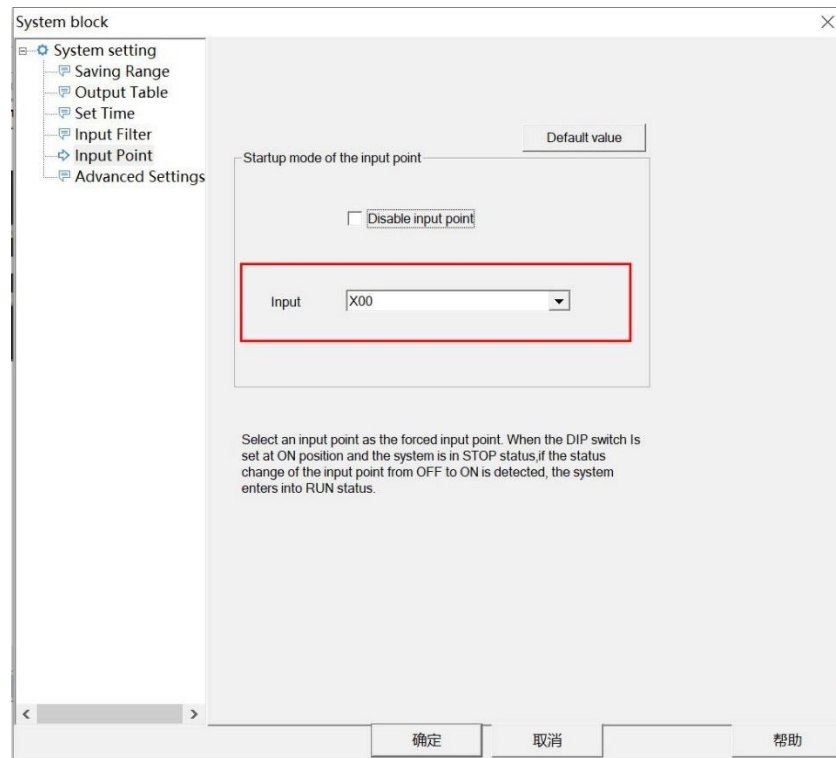 System block
System setting
Saving Range
Output Table
Set Time
Input Filter
Input Point
Advanced Settings
Default value
Startup mode of the input point
Disable input point
Input
X00
Select an input point as the forced input point. When the DIP switch Is
set at ON position and the system is in STOP status,if the status
change of the input point from OFF to ON is detected, the system
enters into RUN status.
确定
取消
帮助